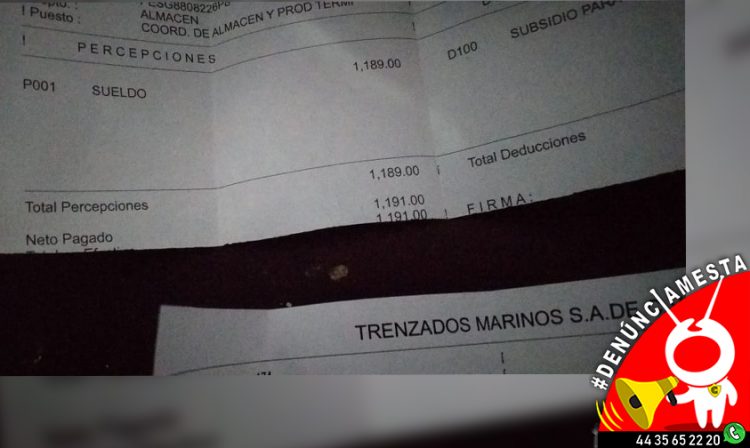 ! Puesto :
ALMACEN
COORD. DE ALMACEN Y PROD TERMI
! PERCEPCIONES
1,189.00
D100 SUBSIDIO PARA
P001 SUELDO
1,189.00 ¡ Total Deducciones
Total Percepciones 1,191.00
1,191.00 ! FIRMA:
Neto Pagado
TRENZADOS MARINOS S.A.DE
#DENÚNCIAMESTA
44 35 65 22 20